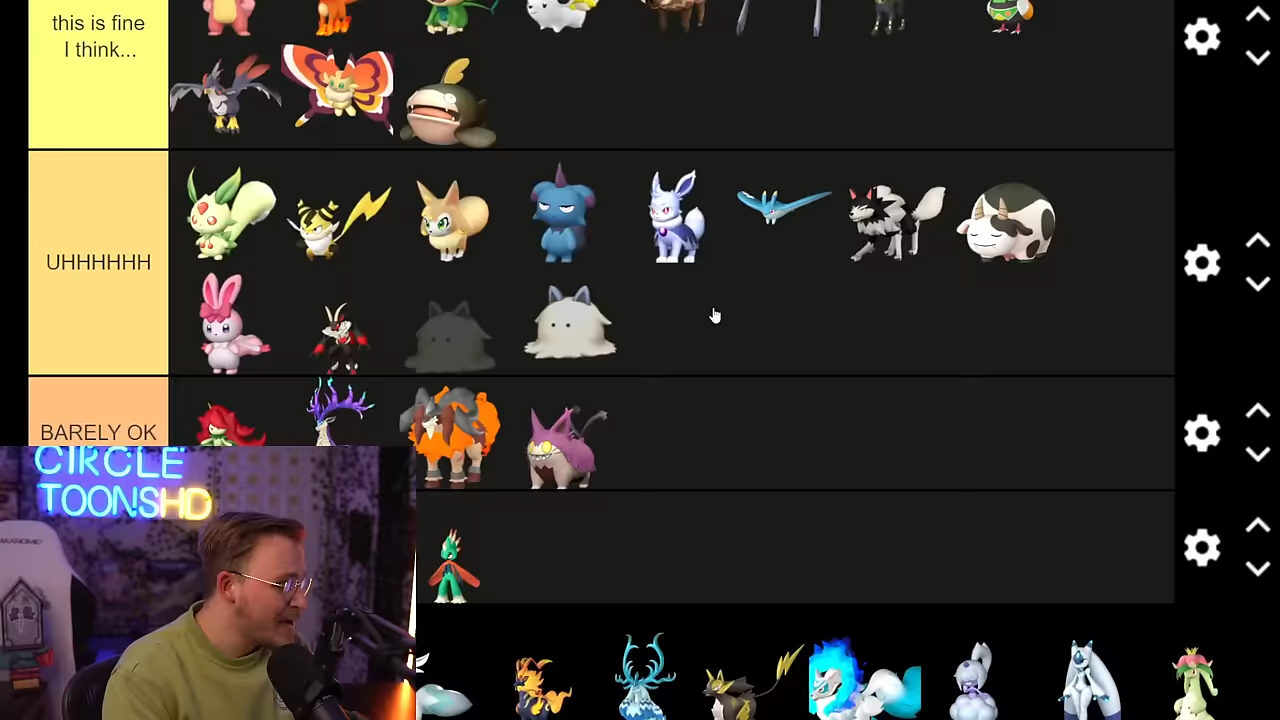 this is fine
I think...
UHHHHHH
BARELY OK
CIRCLE
TOONSHD